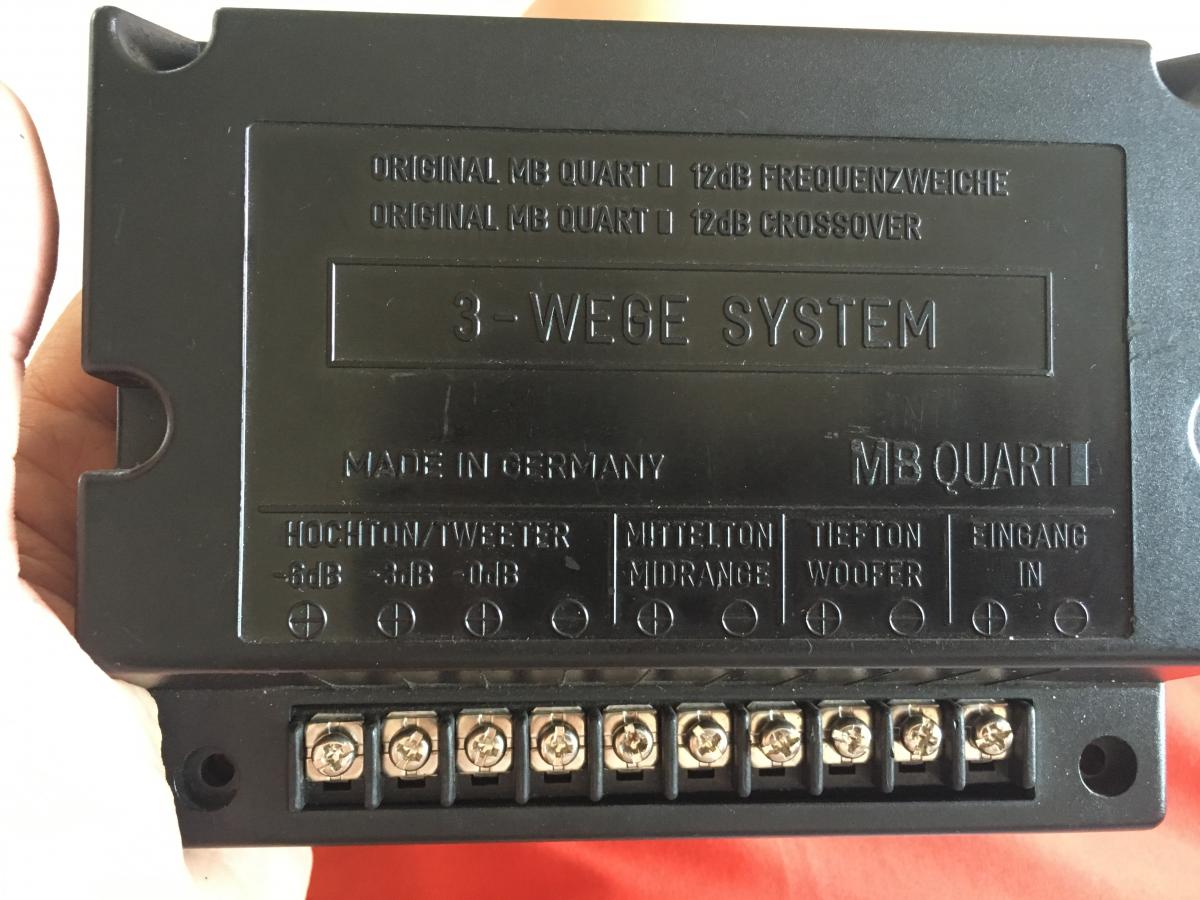 ORIGINAL MB QUART 12dB FREQUENZWEICHE
ORIGINAL MB QUART 12dB CROSSOVER
3-WEGE SYSTEM
MADE IN GERMANY
MB QUART
HOCHTON/TWEETER MITTELTON TIEFTON EINGANG
-6dB -3dB -0dB MIDRANGE WOOFER IN
+ + + - + - + - + -